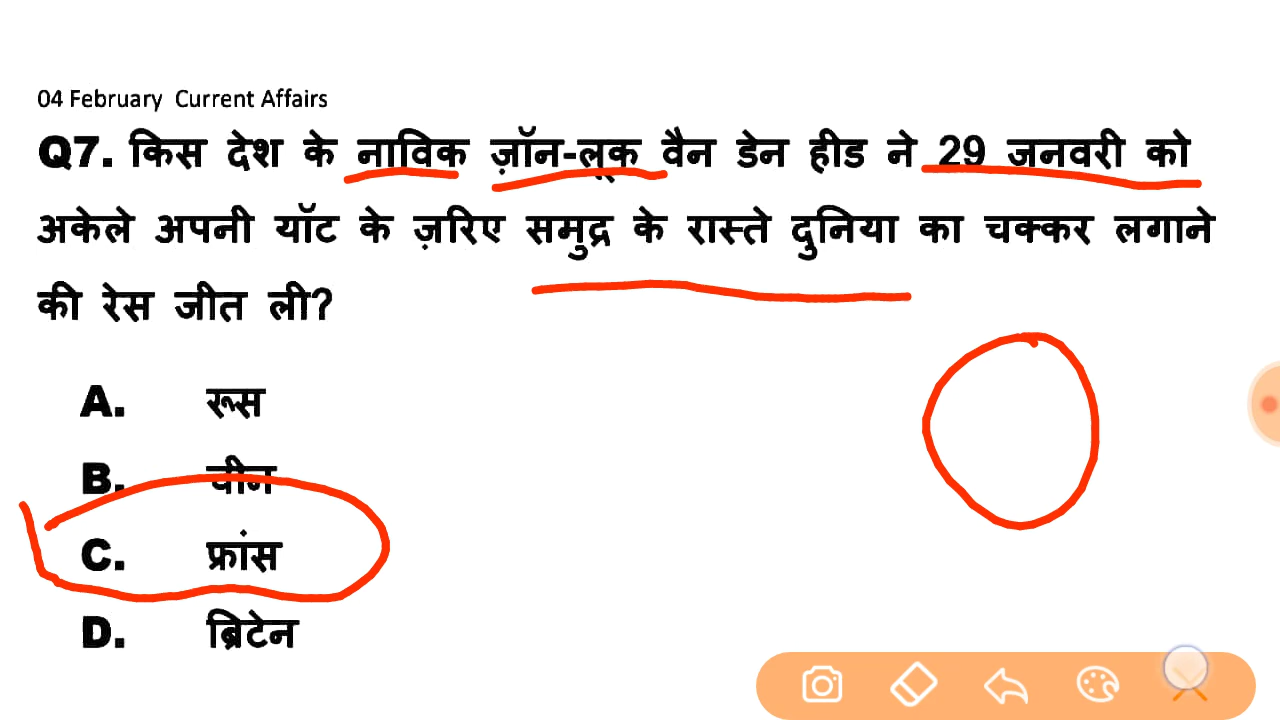 04 February Current Affairs
Q7. किस देश के नाविक ज़ॉन-लूक वैन डेन हीड ने 29 जनवरी को
अकेले अपनी यॉट के ज़रिए समुद्र के रास्ते दुनिया का चक्कर लगाने
की रेस जीत ली?
A. रूस
B. चीन
C. फ्रांस
D. ब्रिटेन